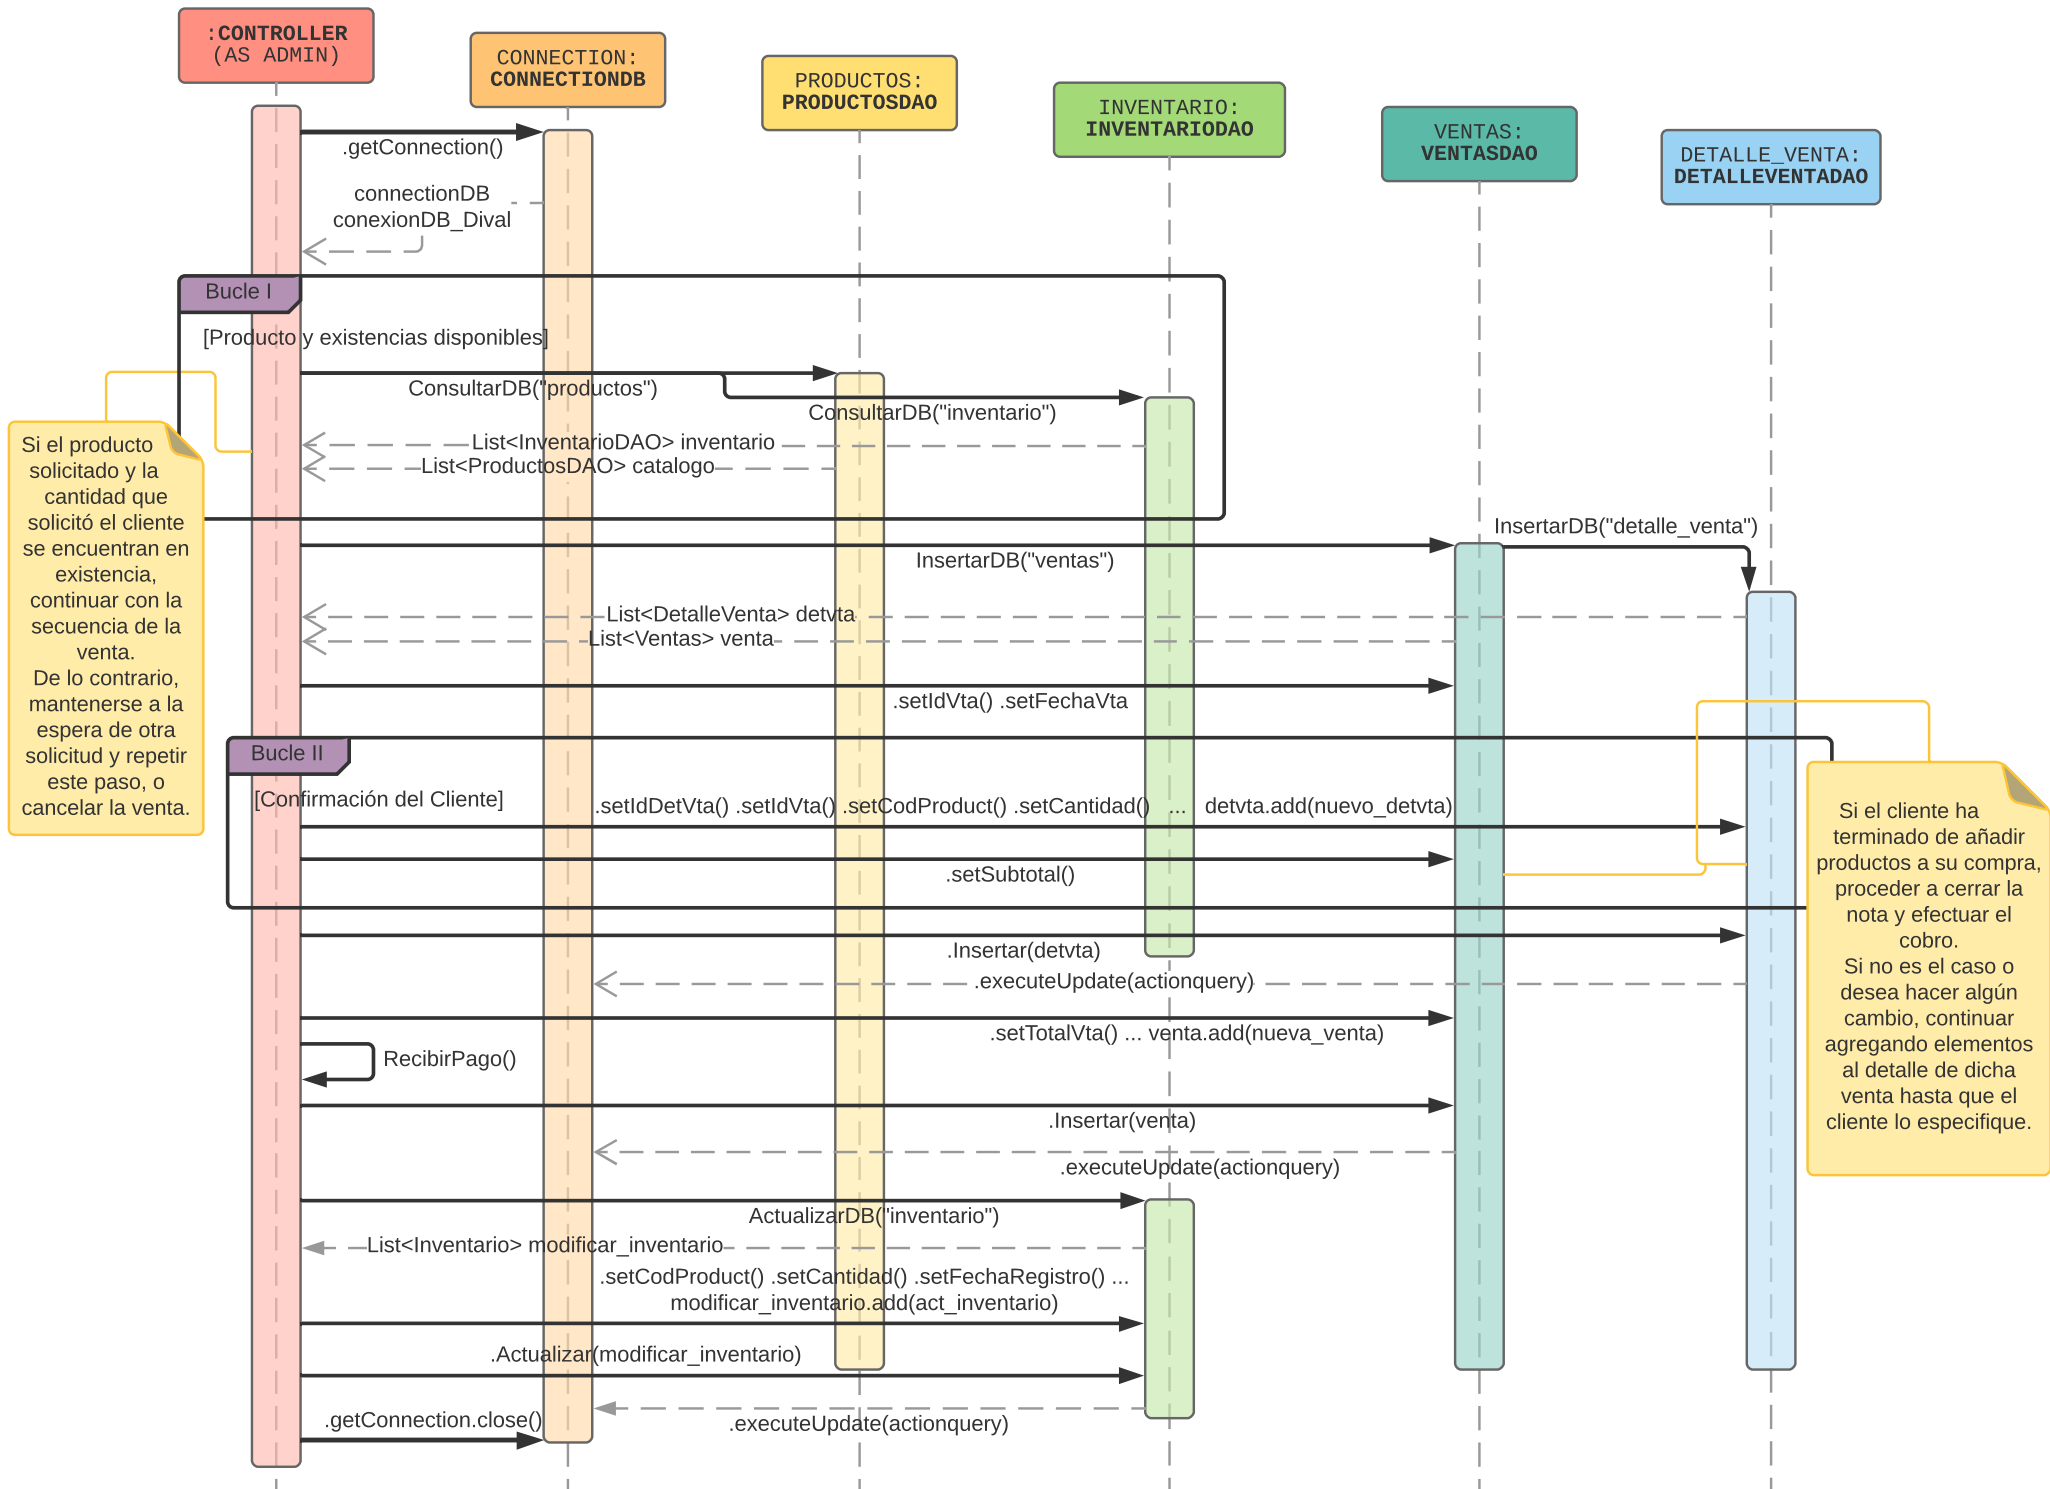 :CONTROLLER
(AS ADMIN)
CONNECTION:
CONNECTIONDB
PRODUCTOS:
PRODUCTOSDAO
INVENTARIO:
INVENTARIODAO
VENTAS:
VENTASDAO
DETALLE_VENTA:
DETALLEVENTADAO
.getConnection()
connectionDB
conexionDB_Dival
Bucle I
[Producto y existencias disponibles]
ConsultarDB("productos")
ConsultarDB("inventario")
List<InventarioDAO> inventario
List<ProductosDAO> catalogo
Si el producto
solicitado y la
cantidad que
solicitó el cliente
se encuentran en
existencia,
continuar con la
secuencia de la
venta.
De lo contrario,
mantenerse a la
espera de otra
solicitud y repetir
este paso, o
cancelar la venta.
InsertarDB("detalle_venta")
InsertarDB("ventas")
List<DetalleVenta> detvta
List<Ventas> venta
.setIdVta() .setFechaVta
Bucle II
[Confirmación del Cliente]
.setIdDetVta() .setIdVta() .setCodProduct() .setCantidad() ... detvta.add(nuevo_detvta)
.setSubtotal()
Si el cliente ha
terminado de añadir
productos a su compra,
proceder a cerrar la
nota y efectuar el
cobro.
Si no es el caso o
desea hacer algún
cambio, continuar
agregando elementos
al detalle de dicha
venta hasta que el
cliente lo especifique.
.Insertar(detvta)
.executeUpdate(actionquery)
.setTotalVta() ... venta.add(nueva_venta)
RecibirPago()
.Insertar(venta)
.executeUpdate(actionquery)
ActualizarDB("inventario")
List<Inventario> modificar_inventario
.setCodProduct() .setCantidad() .setFechaRegistro() ...
modificar_inventario.add(act_inventario)
.Actualizar(modificar_inventario)
.executeUpdate(actionquery)
.getConnection.close()